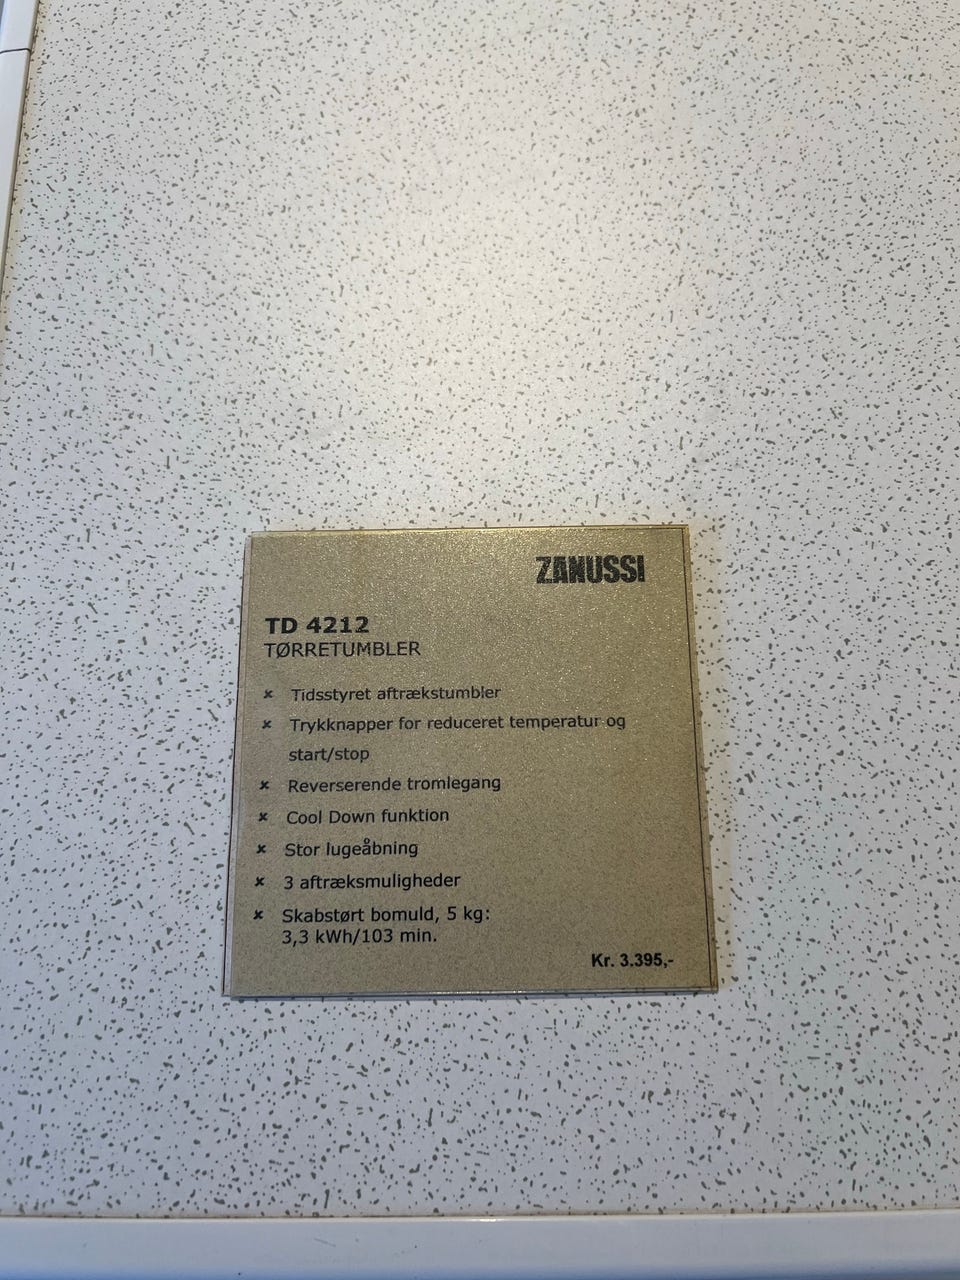 ZANUSSI
TD 4212
TØRRETUMBLER
× Tidsstyret aftrækstumbler
× Trykknapper for reduceret temperatur og
start/stop
× Reverserende tromlegang
× Cool Down funktion
× Stor lugeåbning
× 3 aftræksmuligheder
× Skabstørt bomuld, 5 kg:
3,3 kWh/103 min.
Kr. 3.395,-